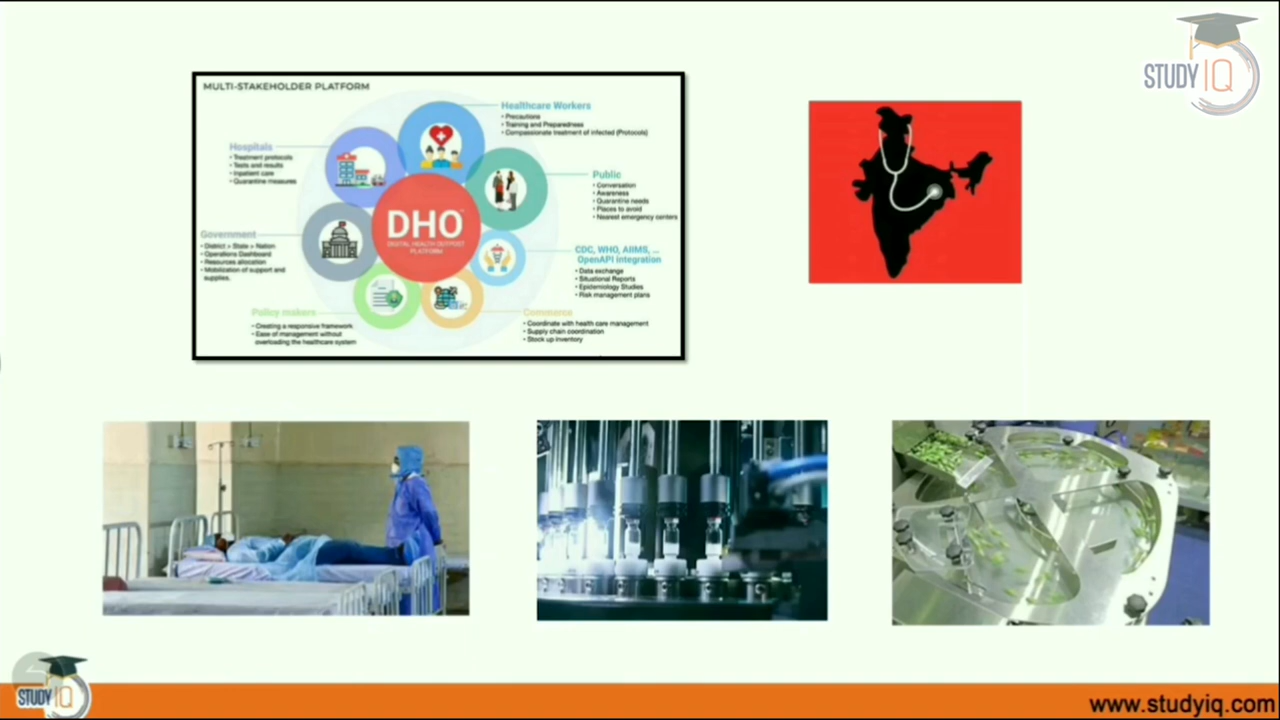 STUDY IQ
MULTI-STAKEHOLDER PLATFORM
Healthcare Workers
• Precautions
• Training and Preparedness
• Compassionate treatment of infected (Protocols)
Hospitals
• Treatment protocols
• Tests and results
• Inpatient care
• Quarantine measures
Public
• Conversation
• Awareness
• Quarantine needs
• Places to avoid
• Nearest emergency centers
DHO
DIGITAL HEALTH OUTPOST
PLATFORM
Government
• District > State > Nation
• Operations Dashboard
• Resources allocation
• Mobilization of support and
supplies.
CDC, WHO, AIIMS, ...
OpenAPI Integration
• Data exchange
• Situational Reports
• Epidemiology Studies
• Risk management plans
Policy makers
• Creating a responsive framework
• Ease of management without
overloading the healthcare system
Commerce
• Coordinate with health care management
• Supply chain coordination
• Stock up inventory
STUDY IQ
www.studyiq.com